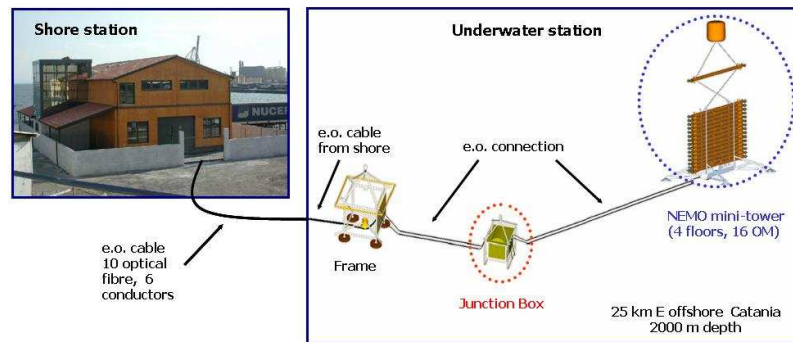 Shore station
Underwater station
NUCE
e.o. cable
from shore
e.o. connection
NEMO mini-tower
(4 floors, 16 OM)
e.o. cable
10 optical
fibre, 6
conductors
Frame
Junction Box
25 km E offshore Catania
2000 m depth